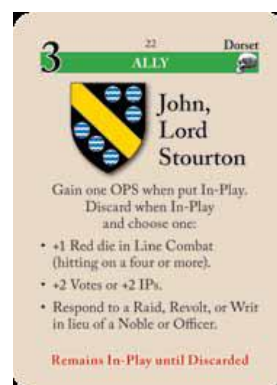 3
22
Dorset
ALLY
John,
Lord
Stourton
Gain one OPS when put In-Play.
Discard when In-Play
and choose one:
• +1 Red die in Line Combat
(hitting on a four or more).
• +2 Votes or +2 IPs.
• Respond to a Raid, Revolt, or Writ
in lieu of a Noble or Officer.
Remains In-Play until Discarded